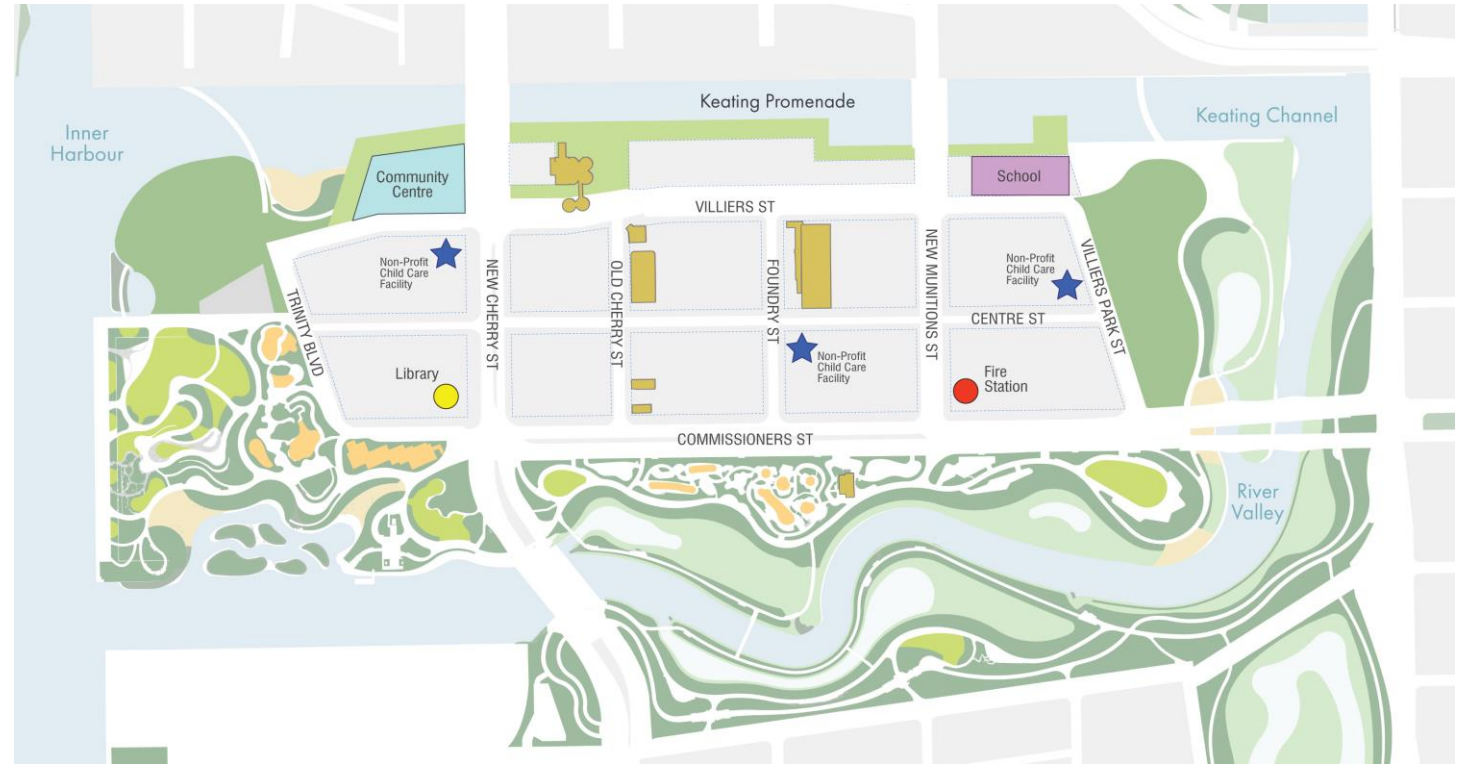 Keating Promenade
Keating Channel
Inner
Harbour
Community
Centre
School
VILLIERS ST
Non-Profit
Child Care
Facility
NEW CHERRY ST
OLD CHERRY ST
FOUNDRY ST
NEW MUNITIONS ST
VILLIERS PARK ST
Non-Profit
Child Care
Facility
TRINITY BLVD
CENTRE ST
Library
Non-Profit
Child Care
Facility
Fire
Station
COMMISSIONERS ST
River
Valley